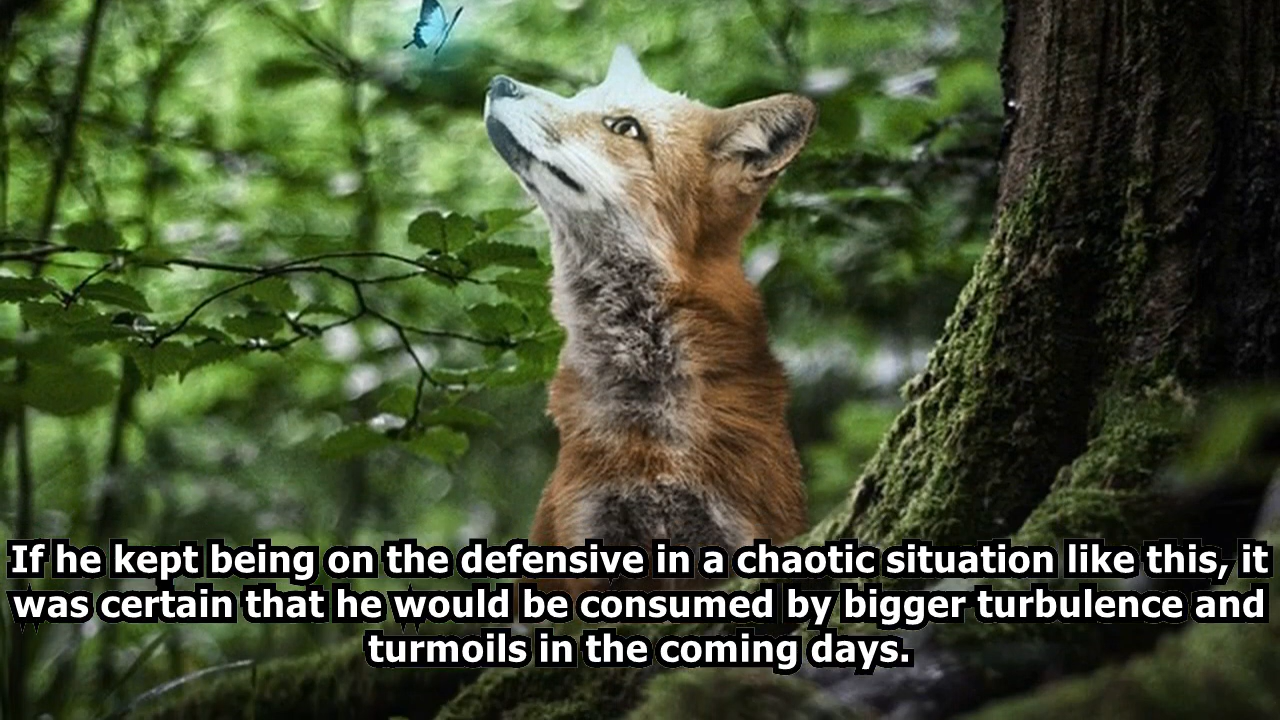 If he kept being on the defensive in a chaotic situation like this, it
was certain that he would be consumed by bigger turbulence and
turmoils in the coming days.